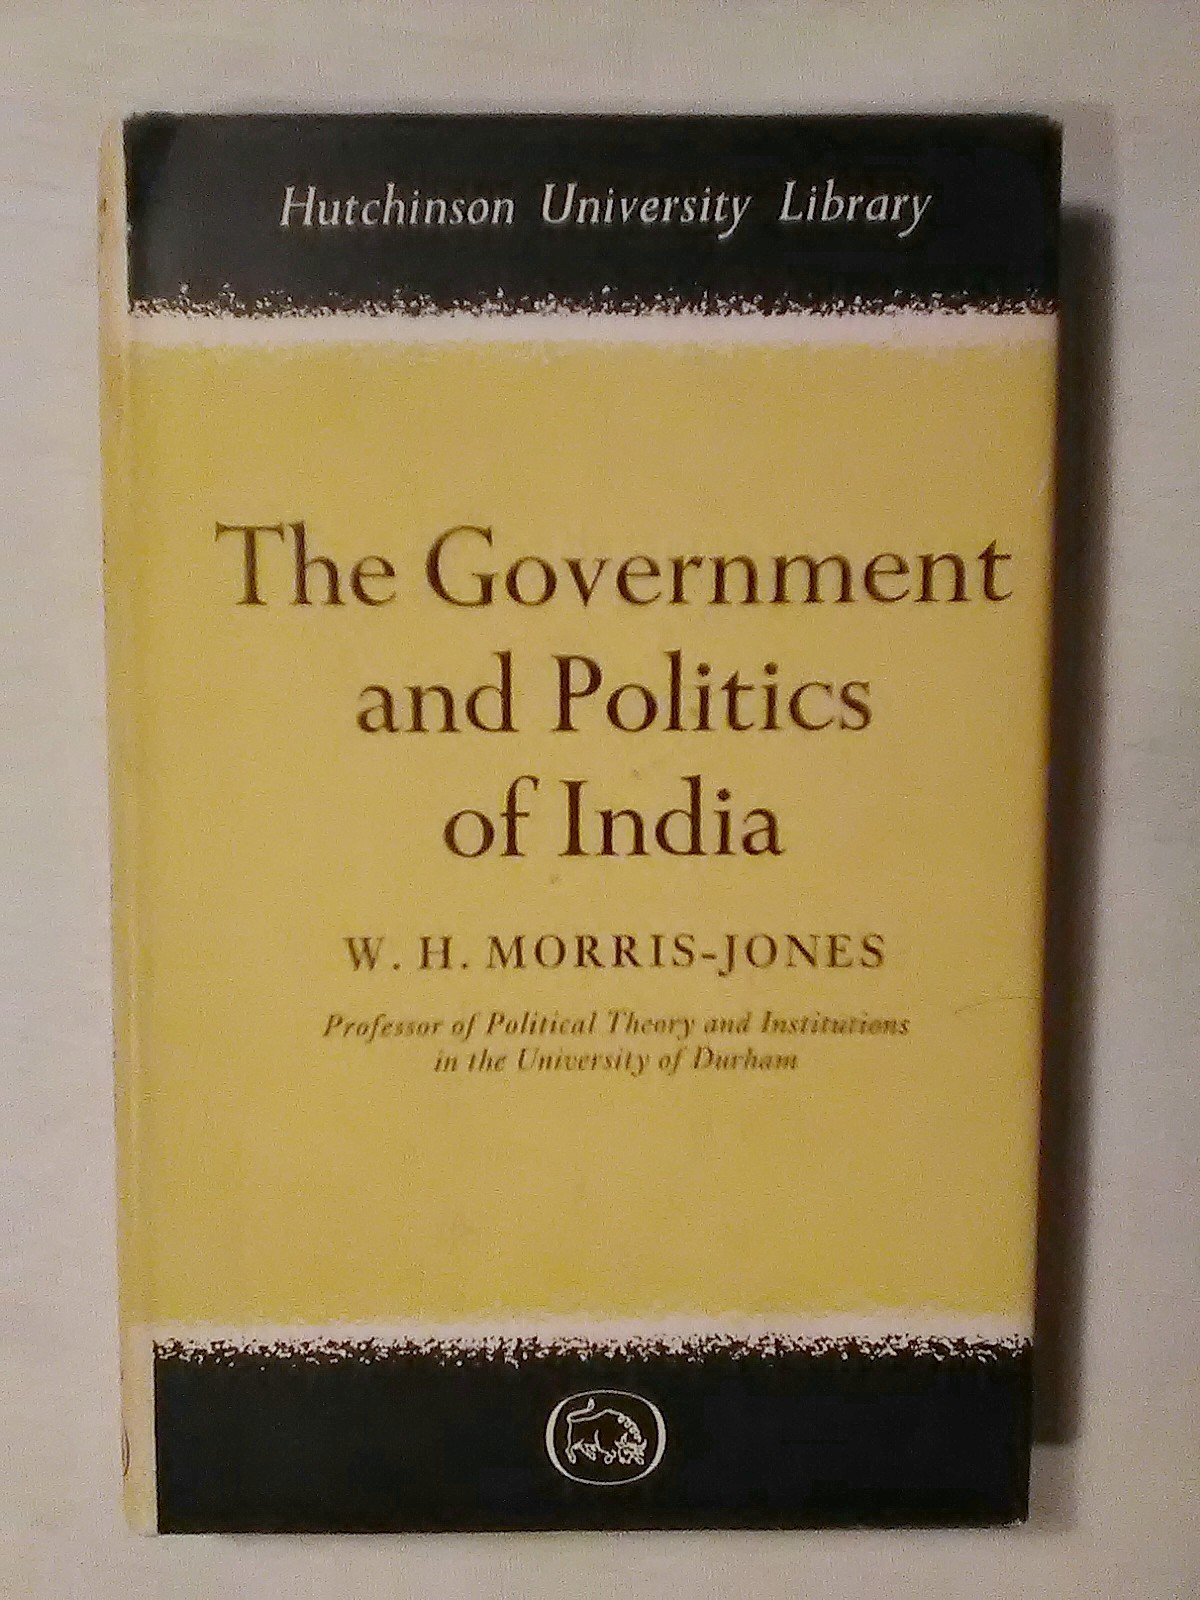 Hutchinson University Library
The Government
and Politics
of India
W. H. MORRIS-JONES
Professor of Political Theory and Institutions
in the University of Durham